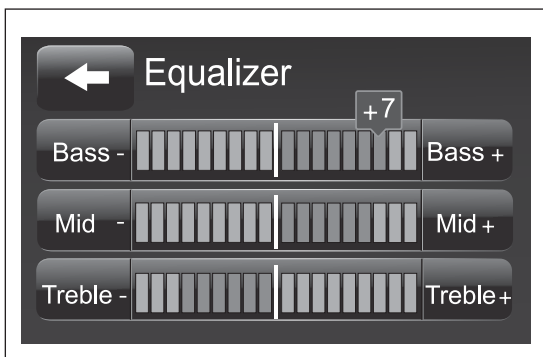 Equalizer
+7
Bass - Bass +
Mid - Mid +
Treble - Treble+